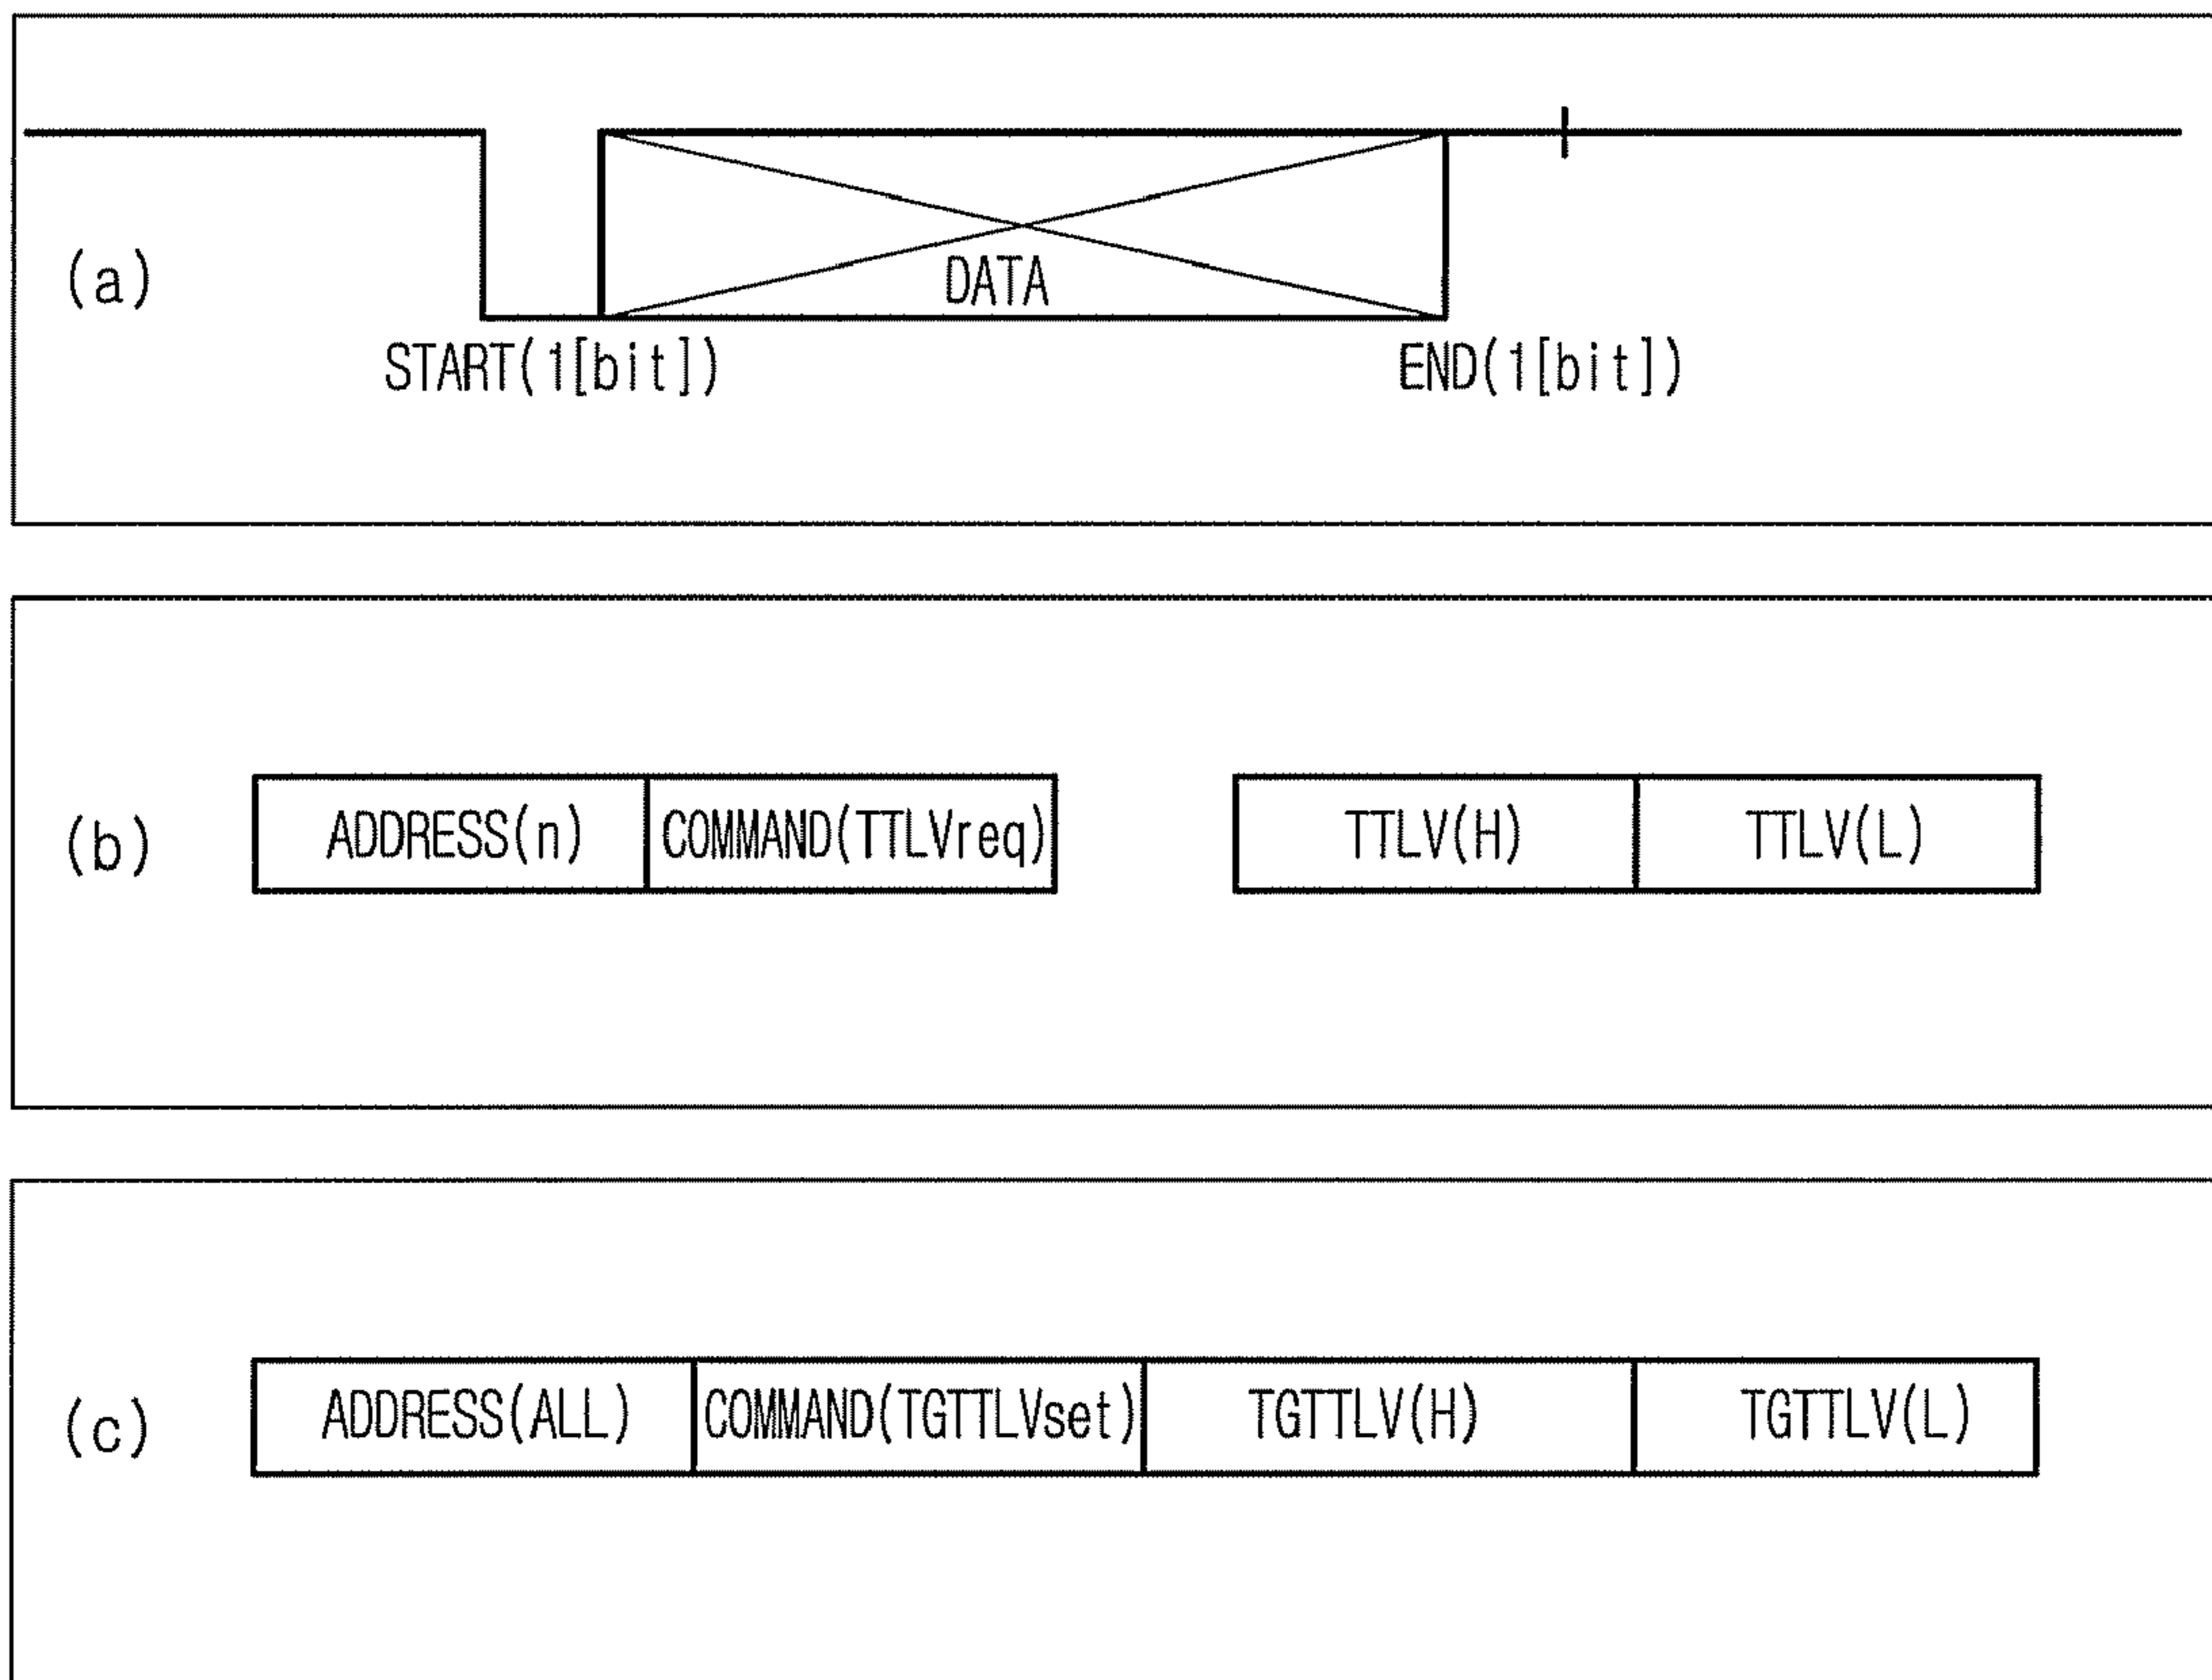 (a)
DATA
START(1[bit]) END(1[bit])
(b) ADDRESS(n) COMMAND(TTLVreq) TTLV(H) TTLV(L)
(c) ADDRESS(ALL) COMMAND(TGTTLVset) TGTTLV(H) TGTTLV(L)